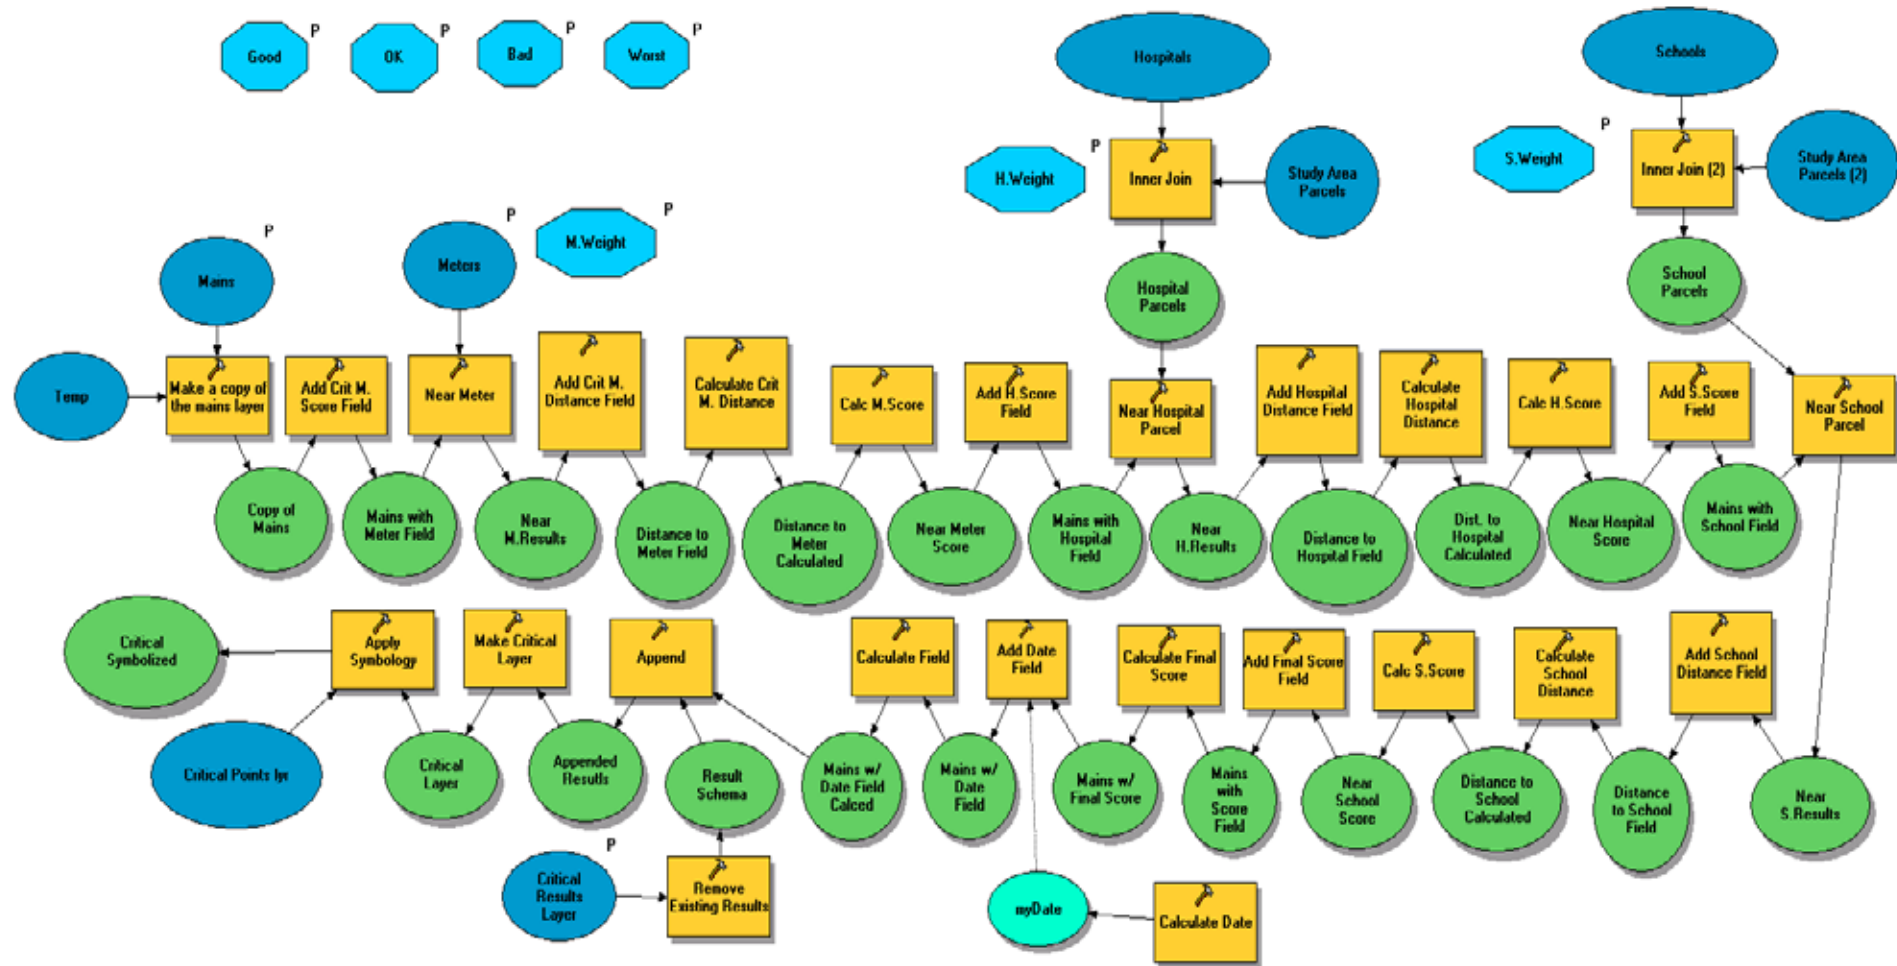 Good
P
OK
P
Bad
P
Worst
P
Hospitals
Schools
H.Weight
P
Inner Join
Study Area
Parcels
S.Weight
P
Inner Join (2)
Study Area
Parcels (2)
Mains
P
Meters
P
M.Weight
P
Hospital
Parcels
School
Parcels
Temp
Make a copy of
the mains layer
Add Crit M.
Score Field
Near Meter
Add Crit M.
Distance Field
Calculate Crit
M. Distance
Calc M.Score
Add H.Score
Field
Near Hospital
Parcel
Add Hospital
Distance Field
Calculate
Hospital
Distance
Calc H.Score
Add S.Score
Field
Near School
Parcel
Copy of
Mains
Mains with
Meter Field
Near
M.Results
Distance to
Meter Field
Distance to
Meter
Calculated
Near Meter
Score
Mains with
Hospital
Field
Near
H.Results
Distance to
Hospital Field
Dist. to
Hospital
Calculated
Near Hospital
Score
Mains with
School Field
Critical
Symbolized
Apply
Symbology
Make Critical
Layer
Append
Calculate Field
Add Date
Field
Calculate Final
Score
Add Final Score
Field
Calc S.Score
Calculate
School
Distance
Add School
Distance Field
Critical Points lyr
Critical
Layer
Appended
Results
Result
Schema
Mains w/
Date Field
Calced
Mains w/
Date
Field
Mains w/
Final Score
Mains
with
Score
Field
Near
School
Score
Distance to
School
Calculated
Distance
to School
Field
Near
S.Results
Critical
Results
Layer
P
Remove
Existing Results
myDate
Calculate Date